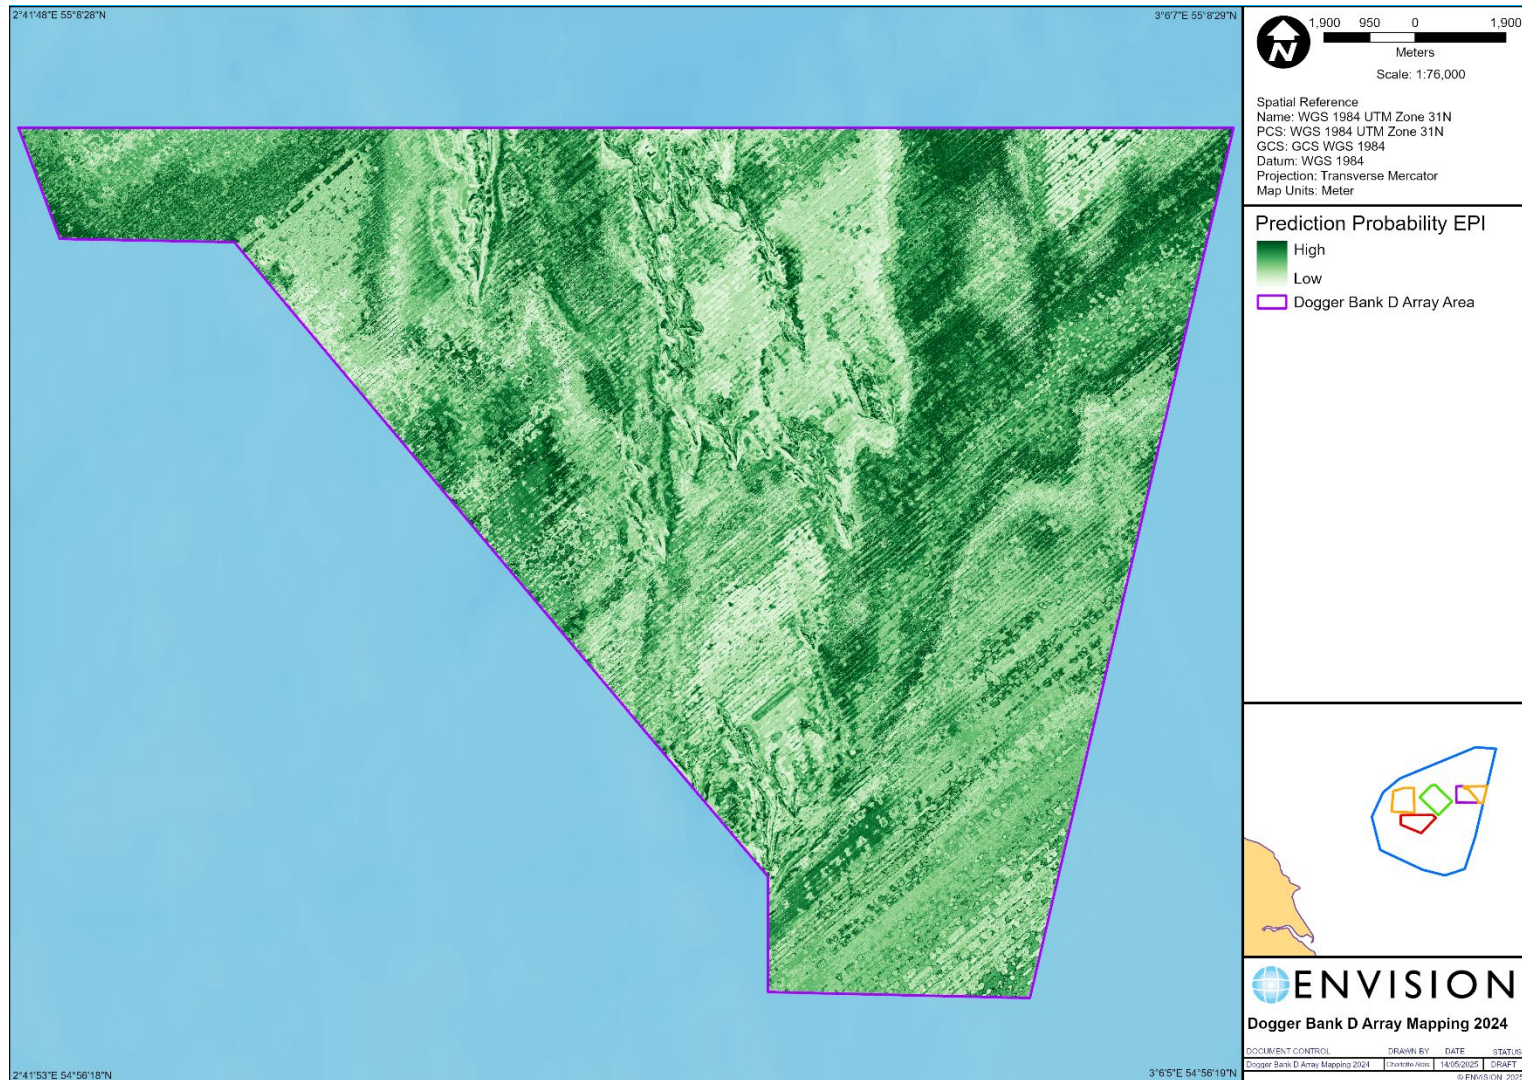 2°41'48"E 55°8'28"N
3°6'7"E 55°8'29"N
N
1,900 950 0 1,900
Meters
Scale: 1:76,000
Spatial Reference
Name: WGS 1984 UTM Zone 31N
PCS: WGS 1984 UTM Zone 31N
GCS: GCS WGS 1984
Datum: WGS 1984
Projection: Transverse Mercator
Map Units: Meter
Prediction Probability EPI
High
Low
Dogger Bank D Array Area
ENVISION
Dogger Bank D Array Mapping 2024
DOCUMENT CONTROL DRAWN BY DATE STATUS
Dogger Bank D Array Mapping 2024 Charlotte 14/05/2025 DRAFT
© ENVISION 2025
2°41'53"E 54°56'18"N
3°6'5"E 54°56'19"N